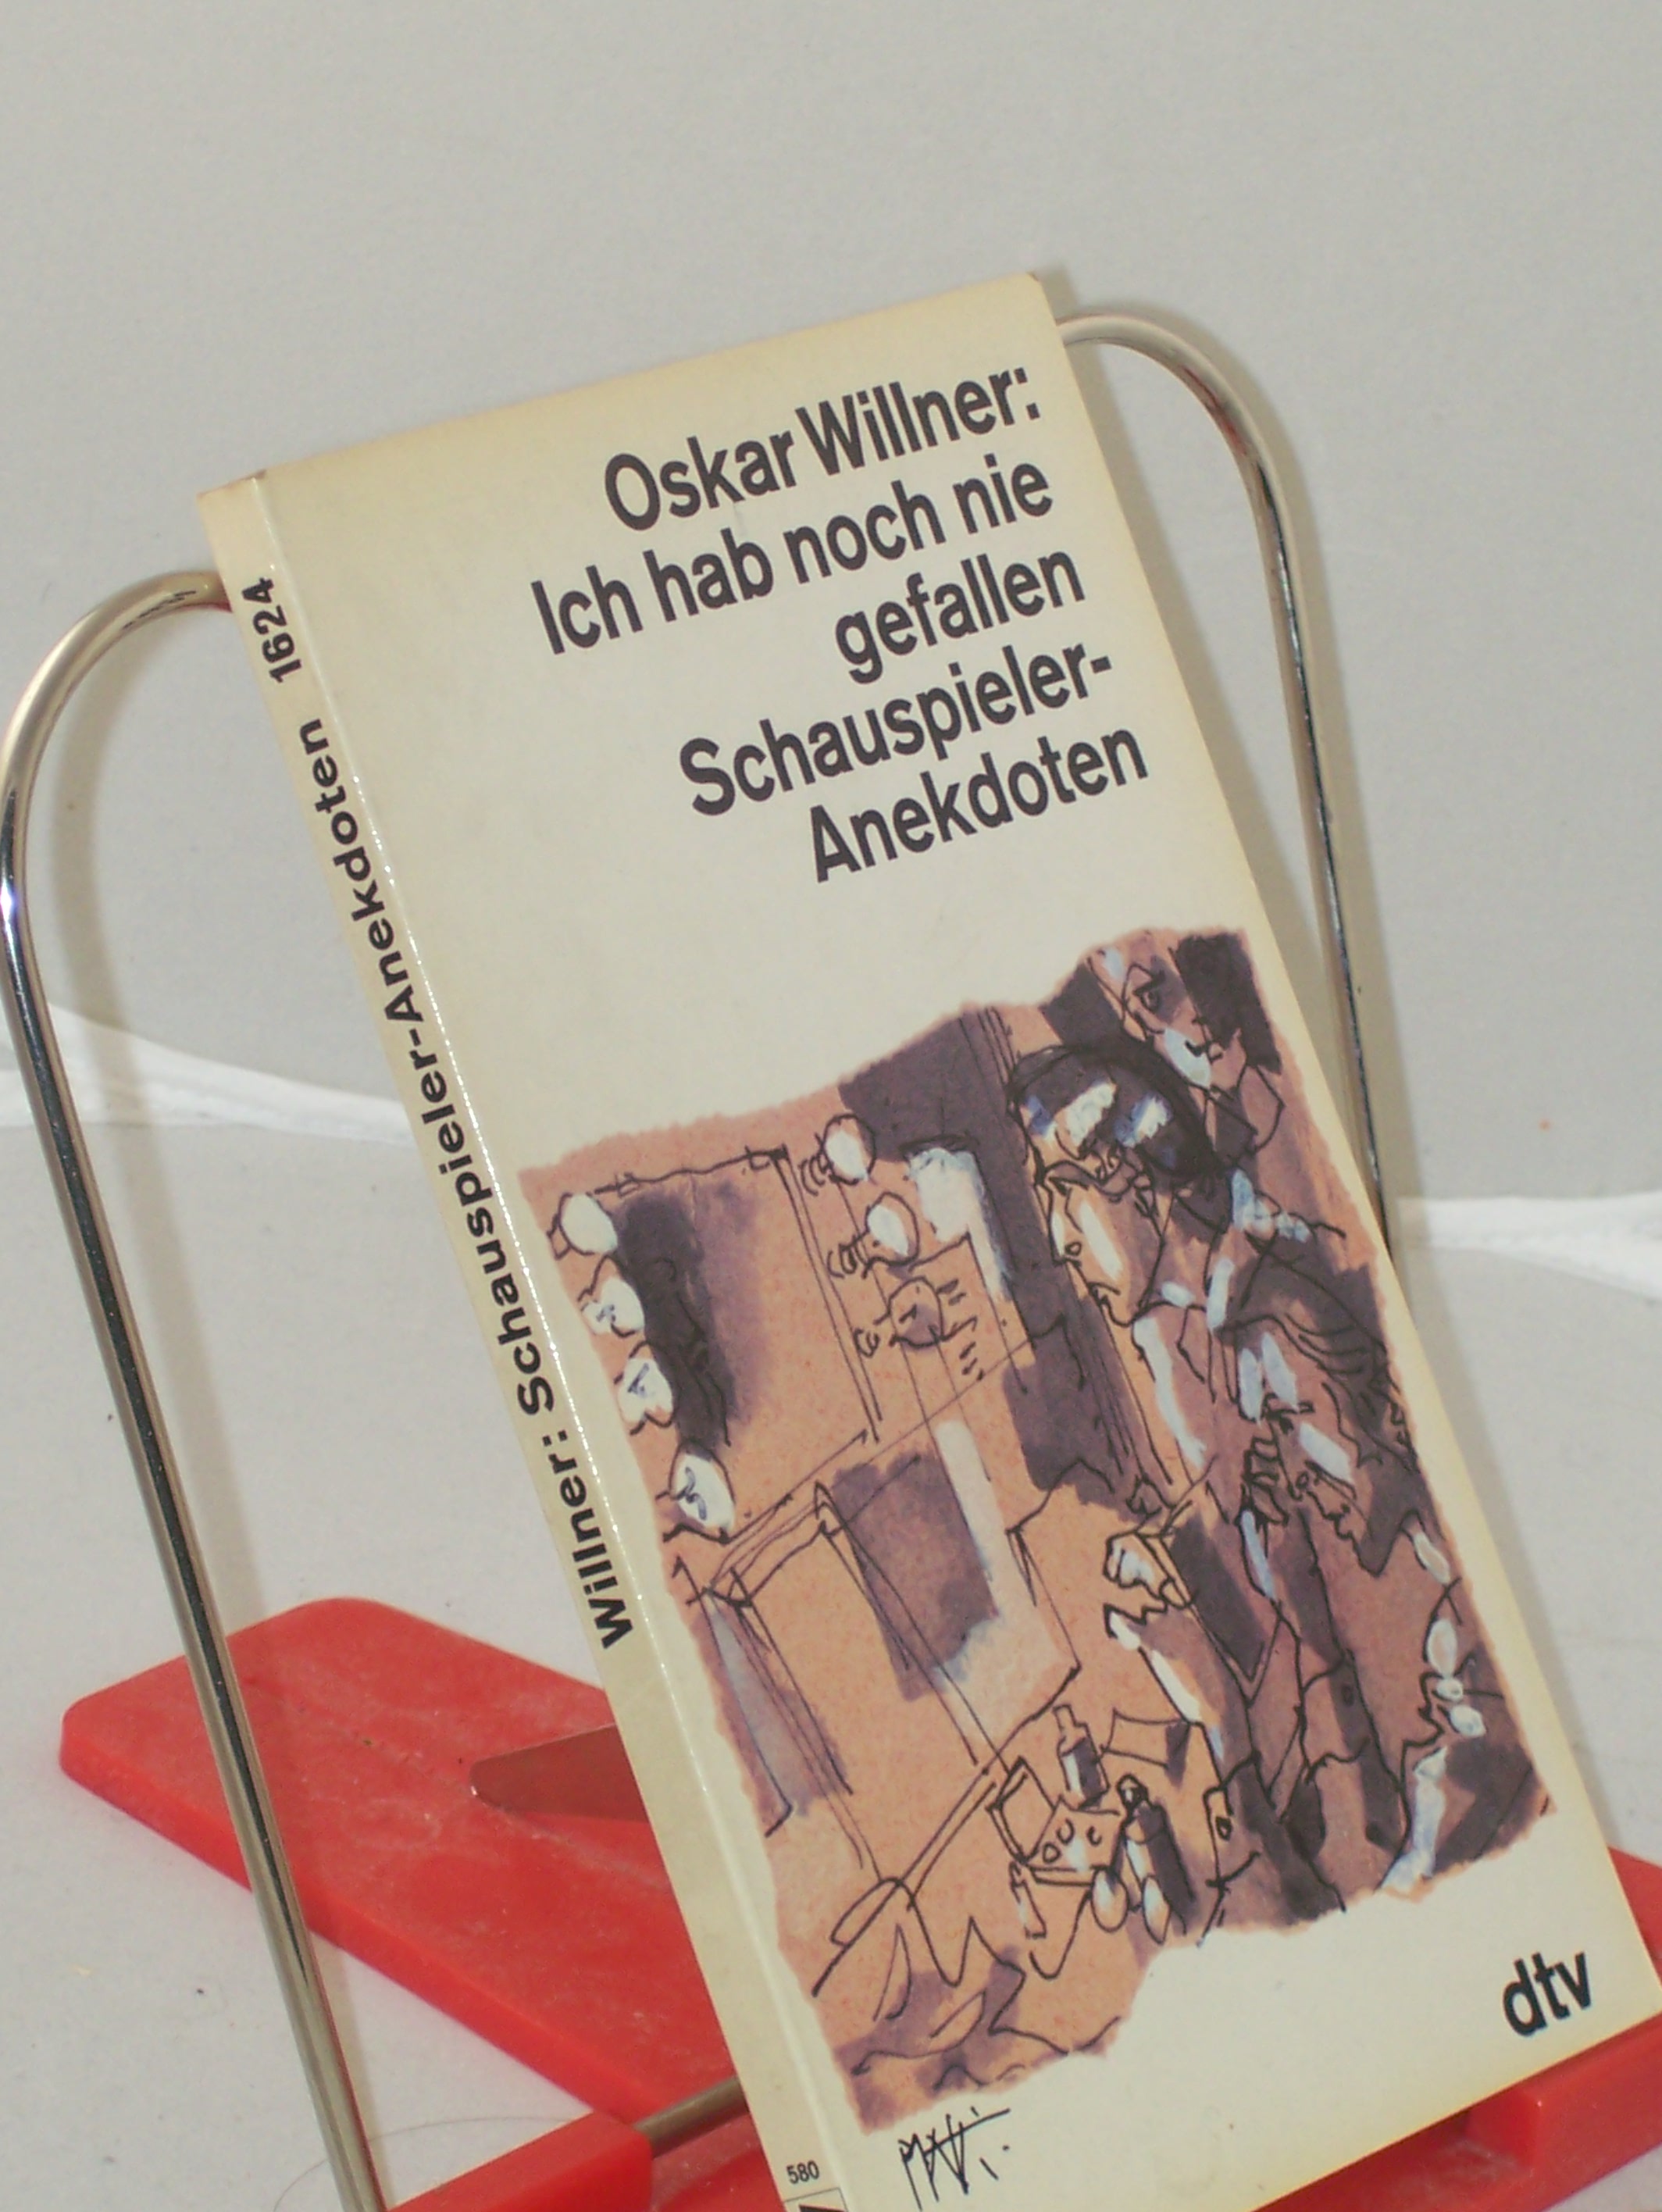 Oskar Willner:
Ich hab noch nie
gefallen
Schauspieler-
Anekdoten
dtv
Willner: Schauspieler-Anekdoten 1624
580